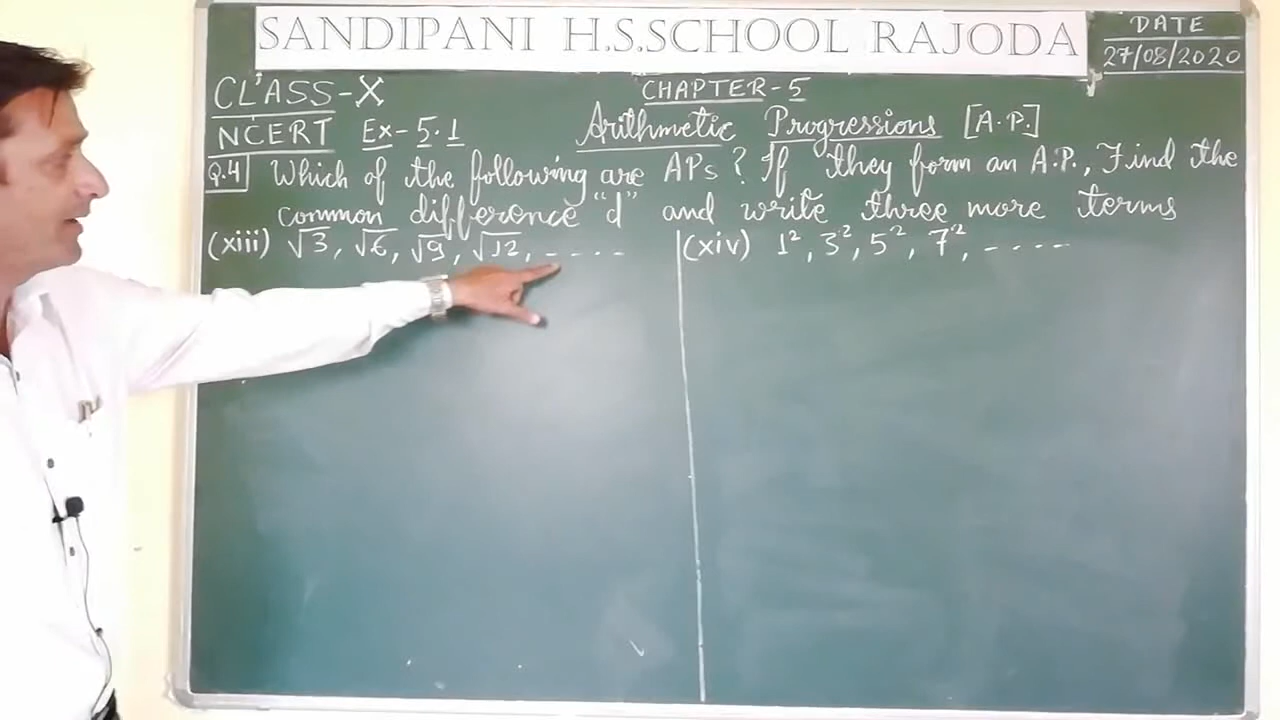 SANDIPANI H.S.SCHOOL RAJODA
DATE
27/08/2020
CLASS-X
CHAPTER-5
NCERT Ex-5.1
Arithmetic Progressions [A.P.]
Q.4 Which of the following are APs? If they form an A.P., Find the
common difference "d" and write three more terms
(xiii) √3, √6, √9, √12, ----
(xiv) 1², 3², 5², 7², ----